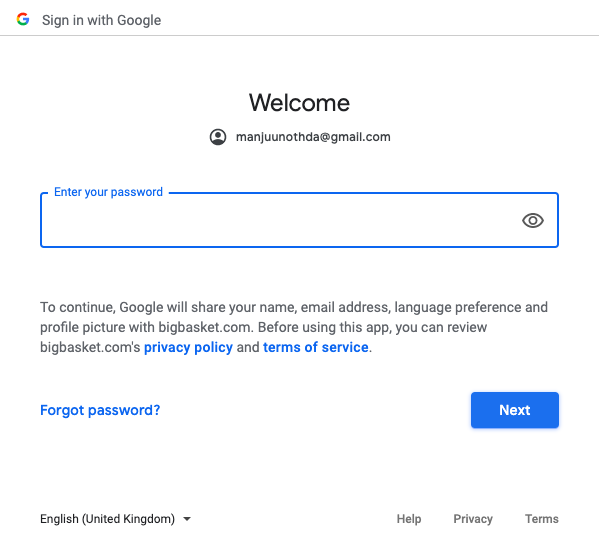 Sign in with Google
Welcome
manjuunothda@gmail.com
Enter your password
To continue, Google will share your name, email address, language preference and
profile picture with bigbasket.com. Before using this app, you can review
bigbasket.com's privacy policy and terms of service.
Forgot password?
Next
English (United Kingdom)
Help Privacy Terms